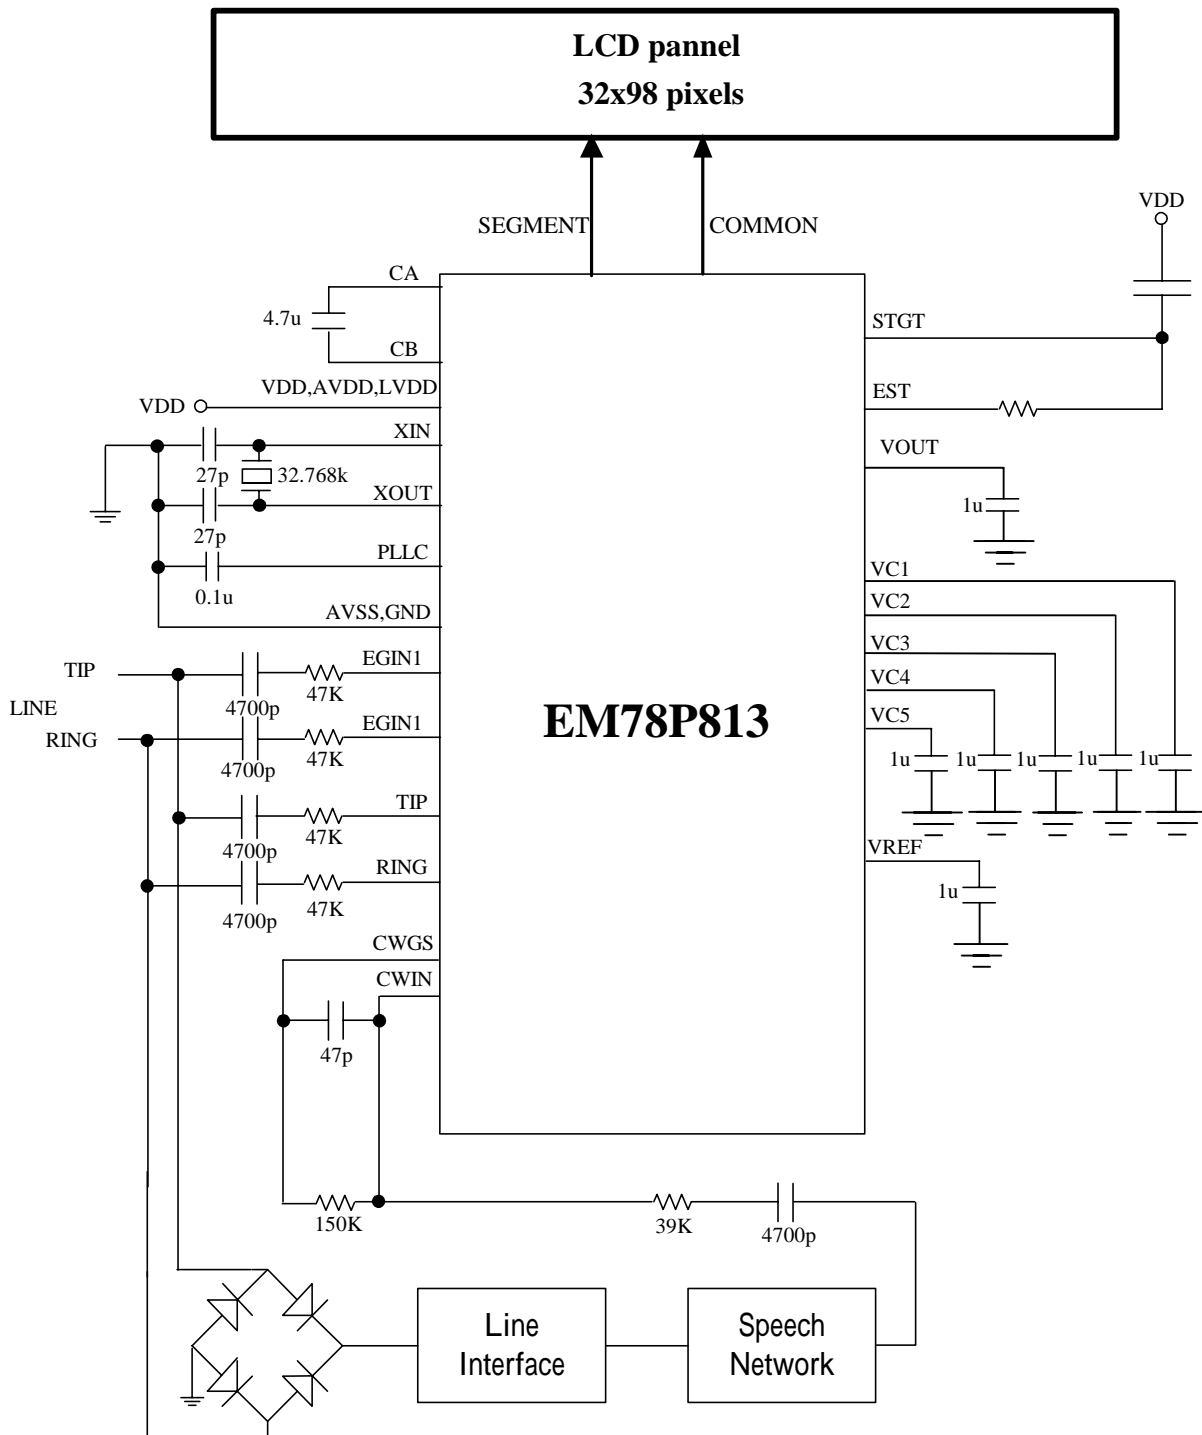 LCD pannel
32x98 pixels
SEGMENT
COMMON
VDD
CA
4.7u
CB
STGT
VDD,AVDD,LVDD
VDD
EST
XIN
27p
32.768k
VOUT
XOUT
1u
27p
PLLC
0.1u
VC1
AVSS,GND
VC2
TIP
EGIN1
VC3
47K
4700p
VC4
LINE
EGIN1
VC5
RING
47K
4700p
EM78P813
1u
1u
1u
1u
1u
TIP
47K
4700p
VREF
RING
47K
4700p
1u
CWGS
CWIN
47p
150K
39K
4700p
Line
Interface
Speech
Network